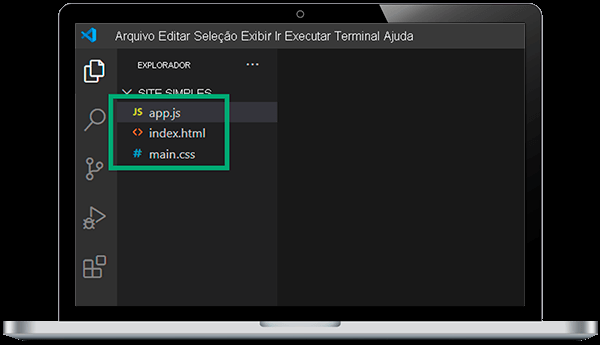 Arquivo Editar Seleção Exibir Ir Executar Terminal Ajuda
EXPLORADOR ···
SITE SIMPLES
JS app.js
<> index.html
# main.css